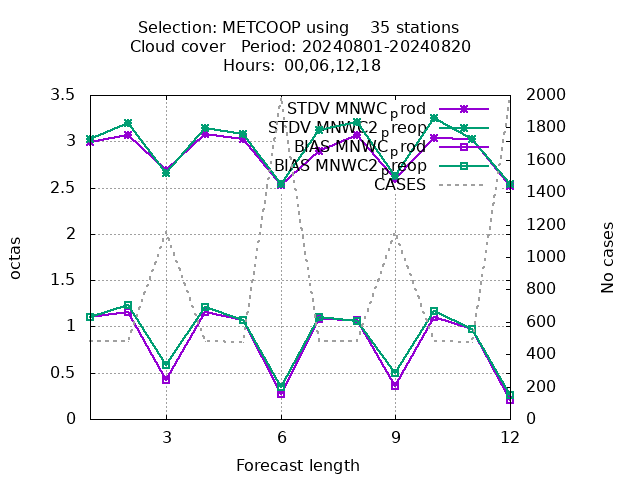 Selection: METCOOP using 35 stations
Cloud cover Period: 20240801-20240820
Hours: 00,06,12,18
3.5 2000
STDV MNWC_prod
1800
STDV MNWC2_preop
3 BIAS MNWC_prod
1600
BIAS MNWC2_preop
2.5 CASES 1400
1200
2
1000
1.5
800
1 600
400
0.5
200
0 0
3 6 9 12
octas
No cases
Forecast length